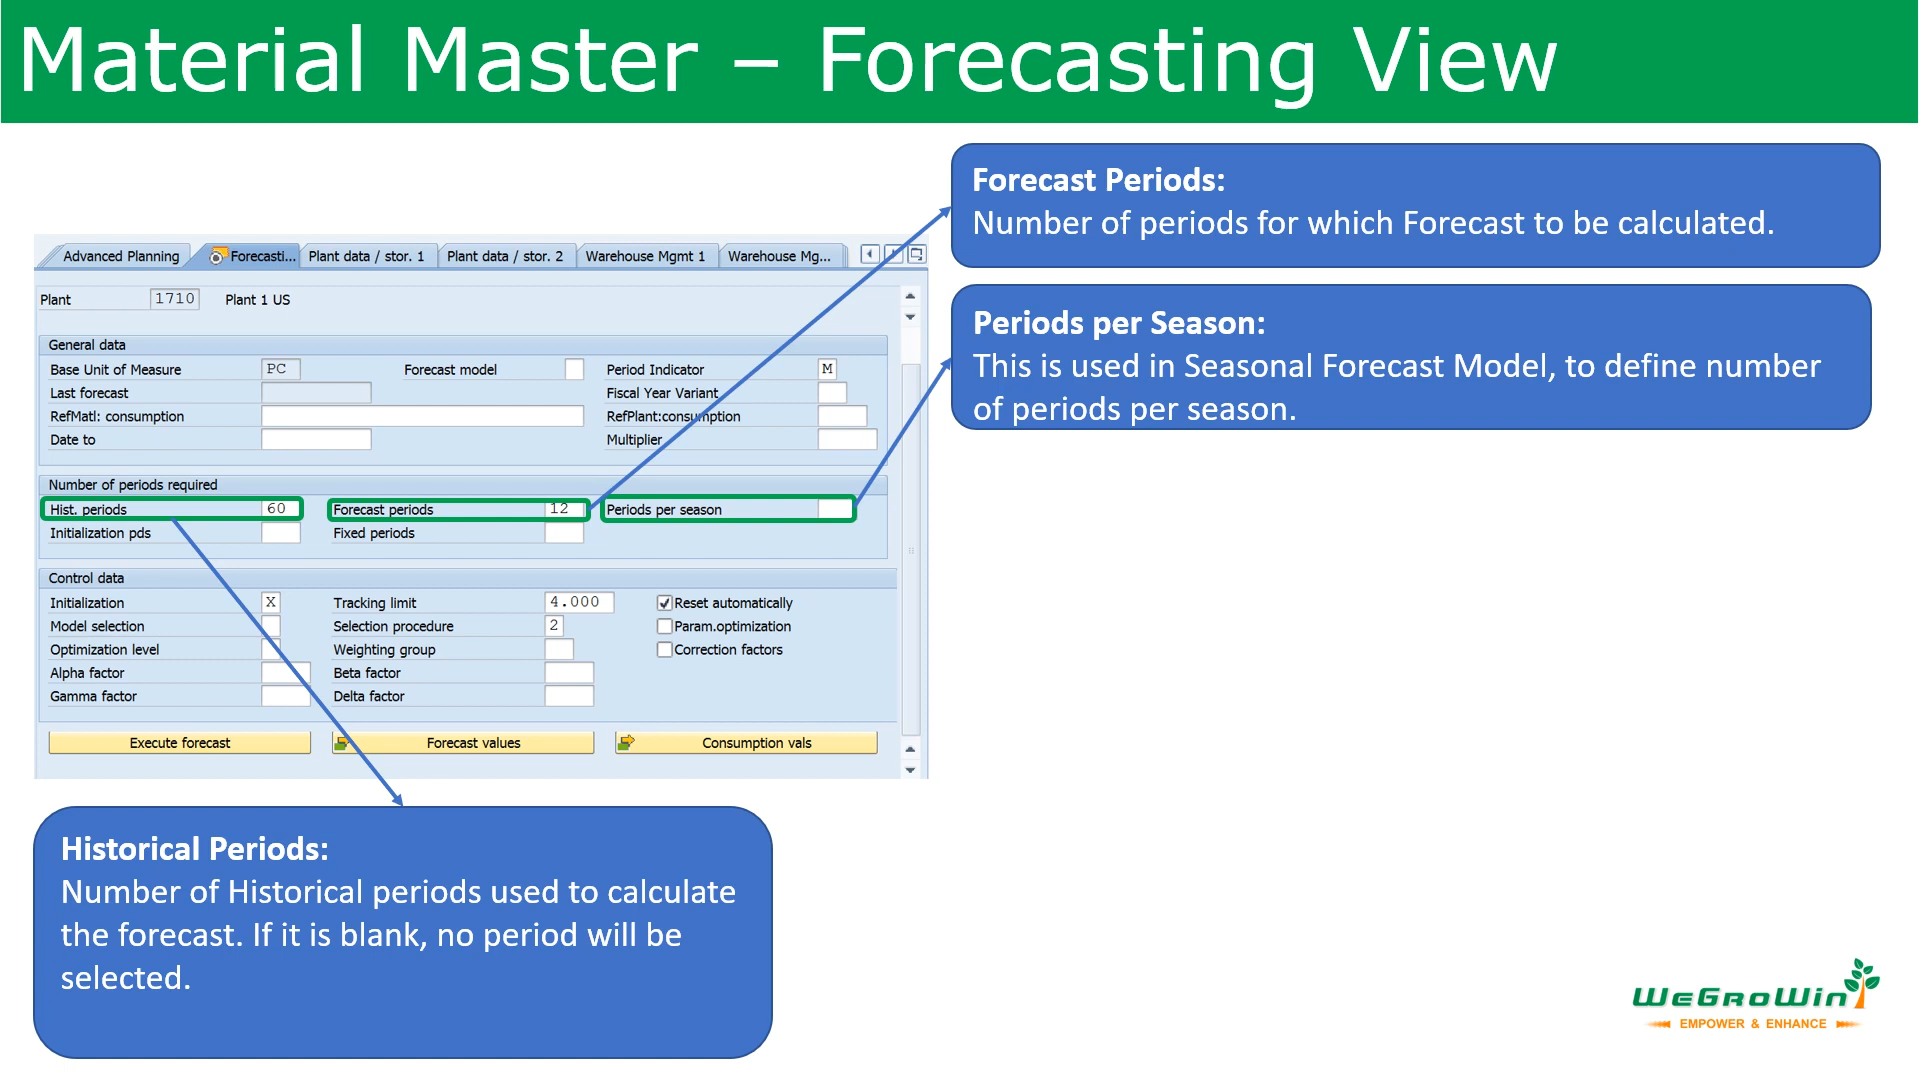 Material Master – Forecasting View
Forecast Periods:
Number of periods for which Forecast to be calculated.
Periods per Season:
This is used in Seasonal Forecast Model, to define number
of periods per season.
Advanced Planning Forecasti... Plant data / stor. 1 Plant data / stor. 2 Warehouse Mgmt 1 Warehouse Mg...
Plant 1710 Plant 1 US
General data
Base Unit of Measure PC Forecast model Period Indicator M
Last forecast Fiscal Year Variant
RefMatl: consumption RefPlant:consumption
Date to Multiplier
Number of periods required
Hist. periods 60 Forecast periods 12 Periods per season
Initialization pds Fixed periods
Control data
Initialization X Tracking limit 4.000 Reset automatically
Model selection Selection procedure 2 Param.optimization
Optimization level Weighting group Correction factors
Alpha factor Beta factor
Gamma factor Delta factor
Execute forecast Forecast values Consumption vals
Historical Periods:
Number of Historical periods used to calculate
the forecast. If it is blank, no period will be
selected.
WeGroWin
EMPOWER & ENHANCE